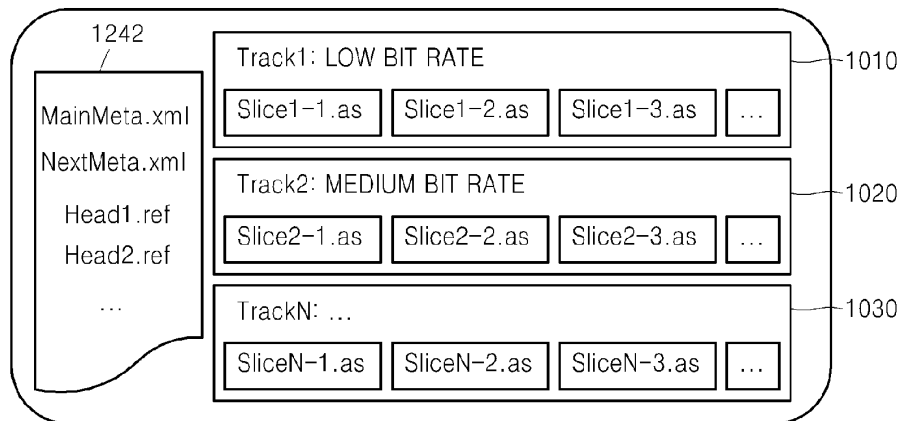 1242
MainMeta.xml
NextMeta.xml
Head1.ref
Head2.ref
...
Track1: LOW BIT RATE
1010
Slice1-1.as Slice1-2.as Slice1-3.as ...
Track2: MEDIUM BIT RATE
1020
Slice2-1.as Slice2-2.as Slice2-3.as ...
TrackN: ...
1030
SliceN-1.as SliceN-2.as SliceN-3.as ...